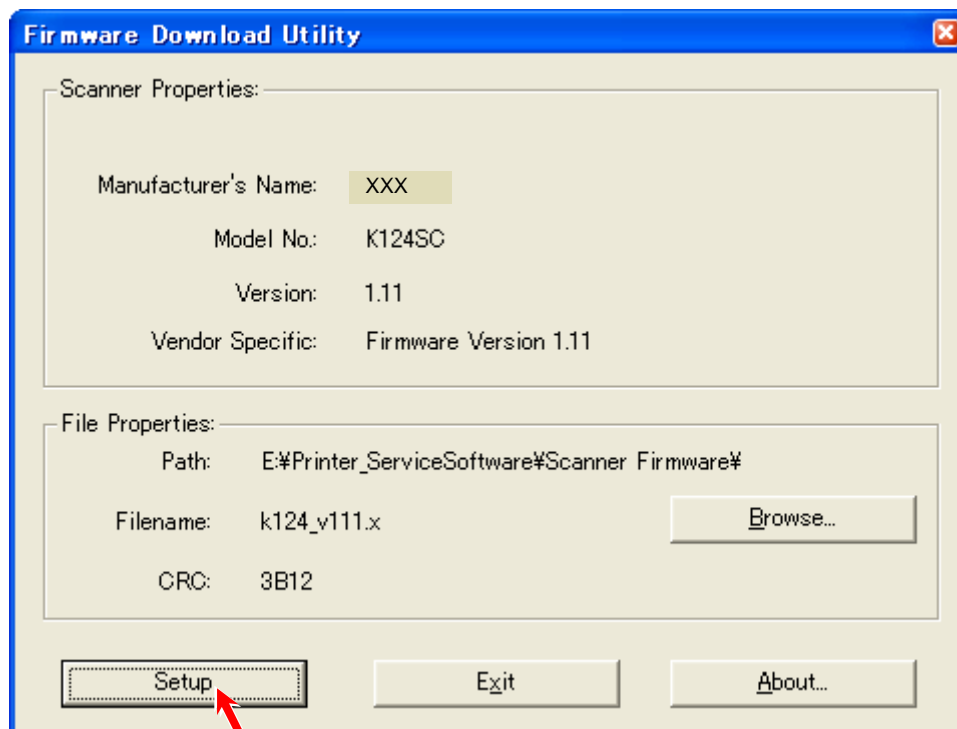 Firmware Download Utility
Scanner Properties:
Manufacturer's Name: XXX
Model No.: K124SC
Version: 1.11
Vendor Specific: Firmware Version 1.11
File Properties:
Path: E:¥Printer_ServiceSoftware¥Scanner Firmware¥
Filename: k124_v111.x
Browse...
CRC: 3B12
Setup Exit About...